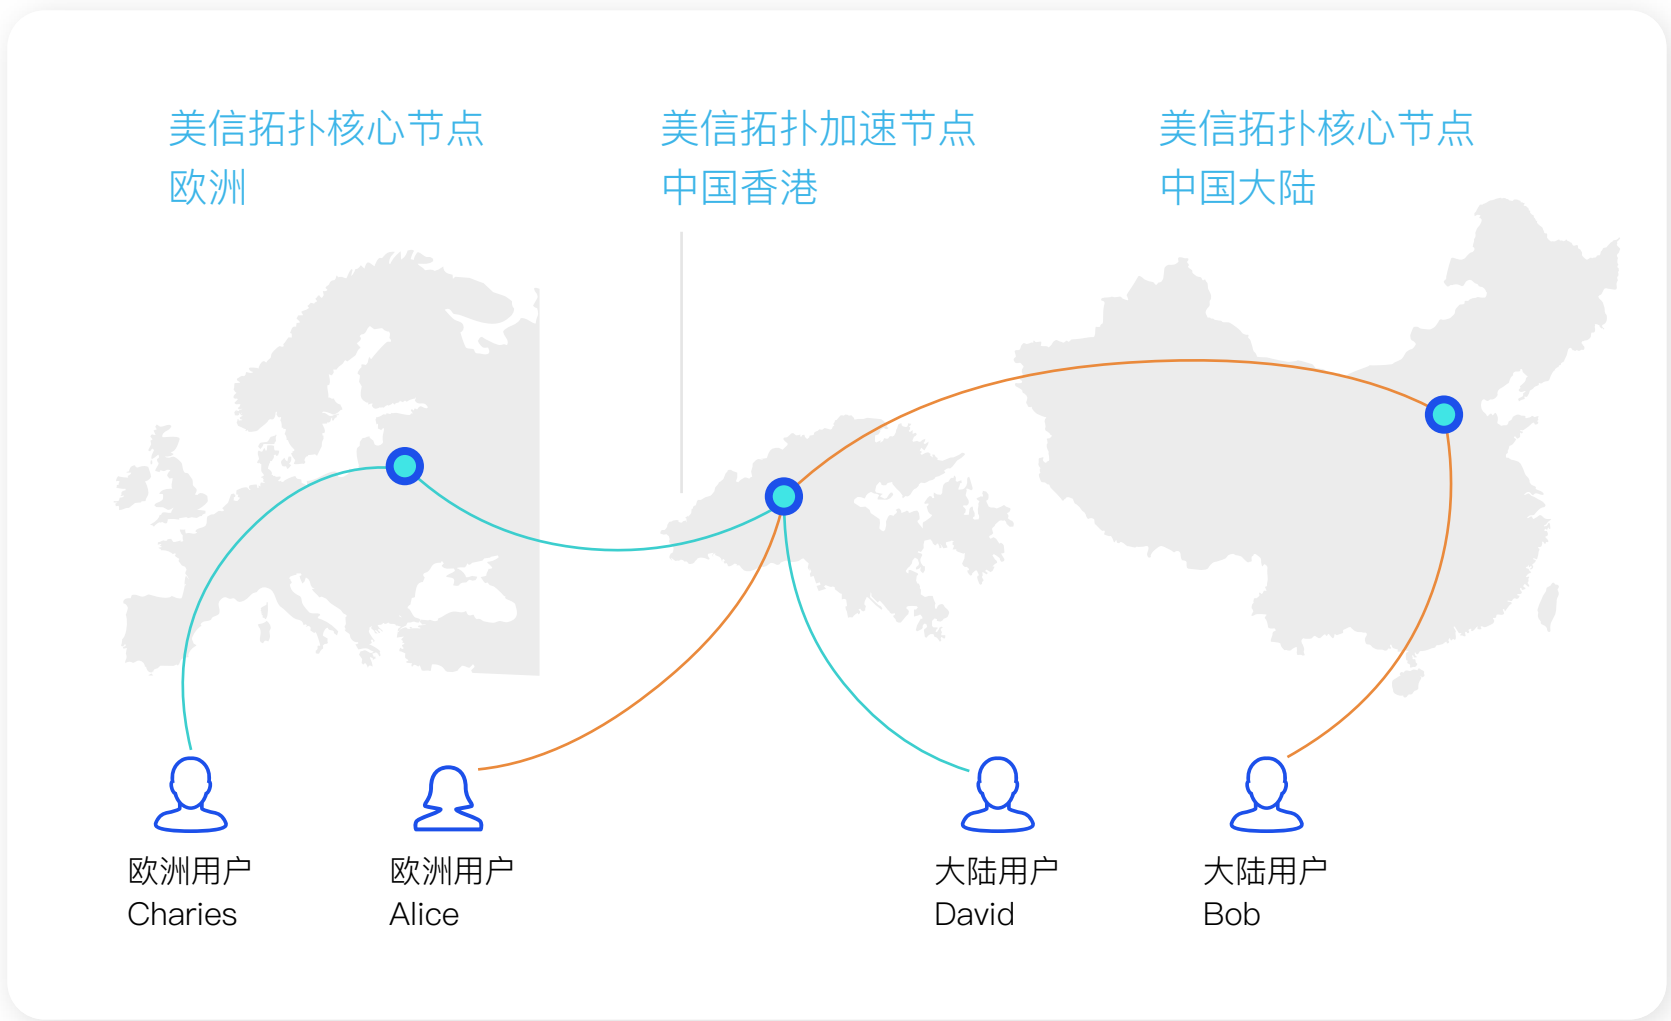 美信拓扑核心节点
欧洲
美信拓扑加速节点
中国香港
美信拓扑核心节点
中国大陆
欧洲用户
Charies
欧洲用户
Alice
大陆用户
David
大陆用户
Bob